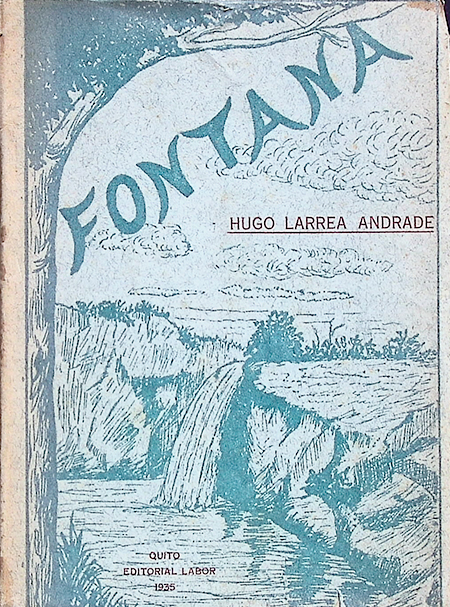 FONTANA
HUGO LARREA ANDRADE
QUITO
EDITORIAL LABOR
1935